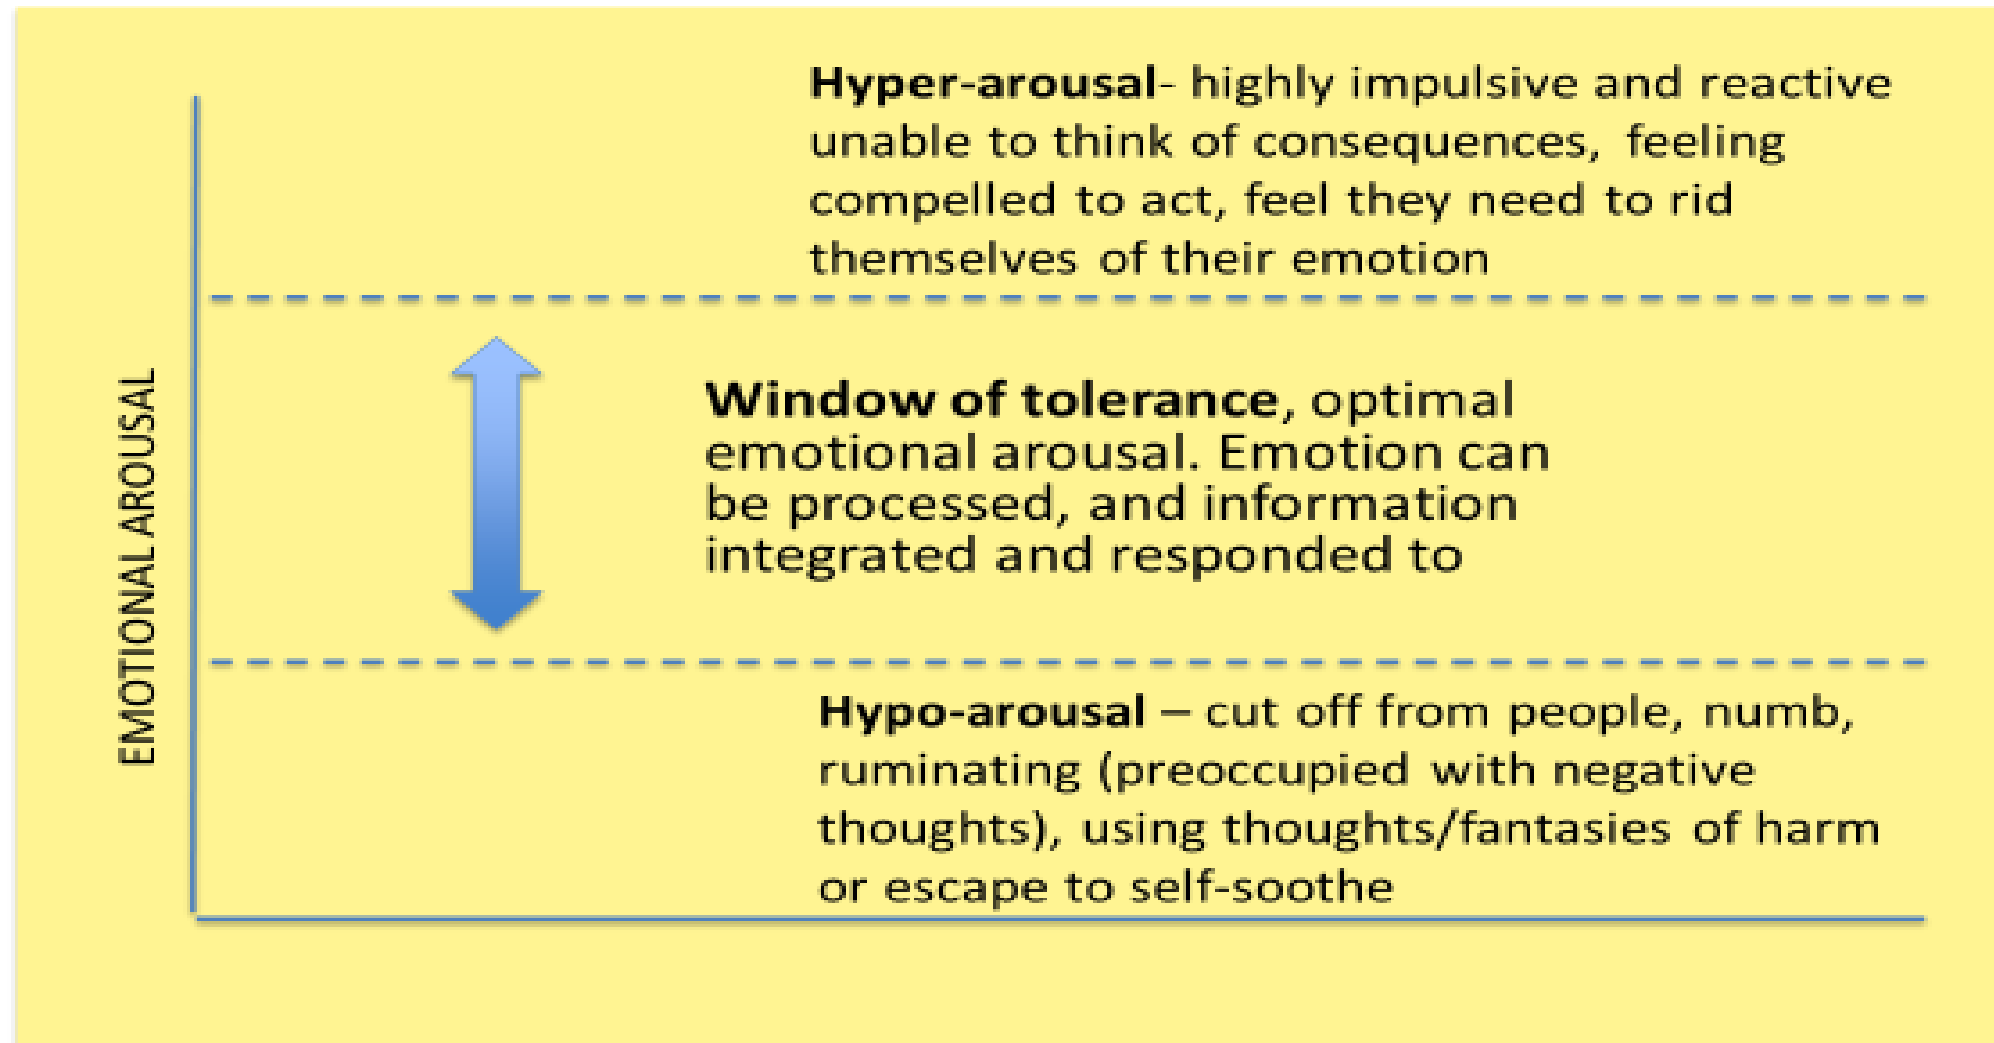 Hyper-arousal- highly impulsive and reactive
unable to think of consequences, feeling
compelled to act, feel they need to rid
themselves of their emotion
EMOTIONAL AROUSAL
Window of tolerance, optimal
emotional arousal. Emotion can
be processed, and information
integrated and responded to
Hypo-arousal – cut off from people, numb,
ruminating (preoccupied with negative
thoughts), using thoughts/fantasies of harm
or escape to self-soothe